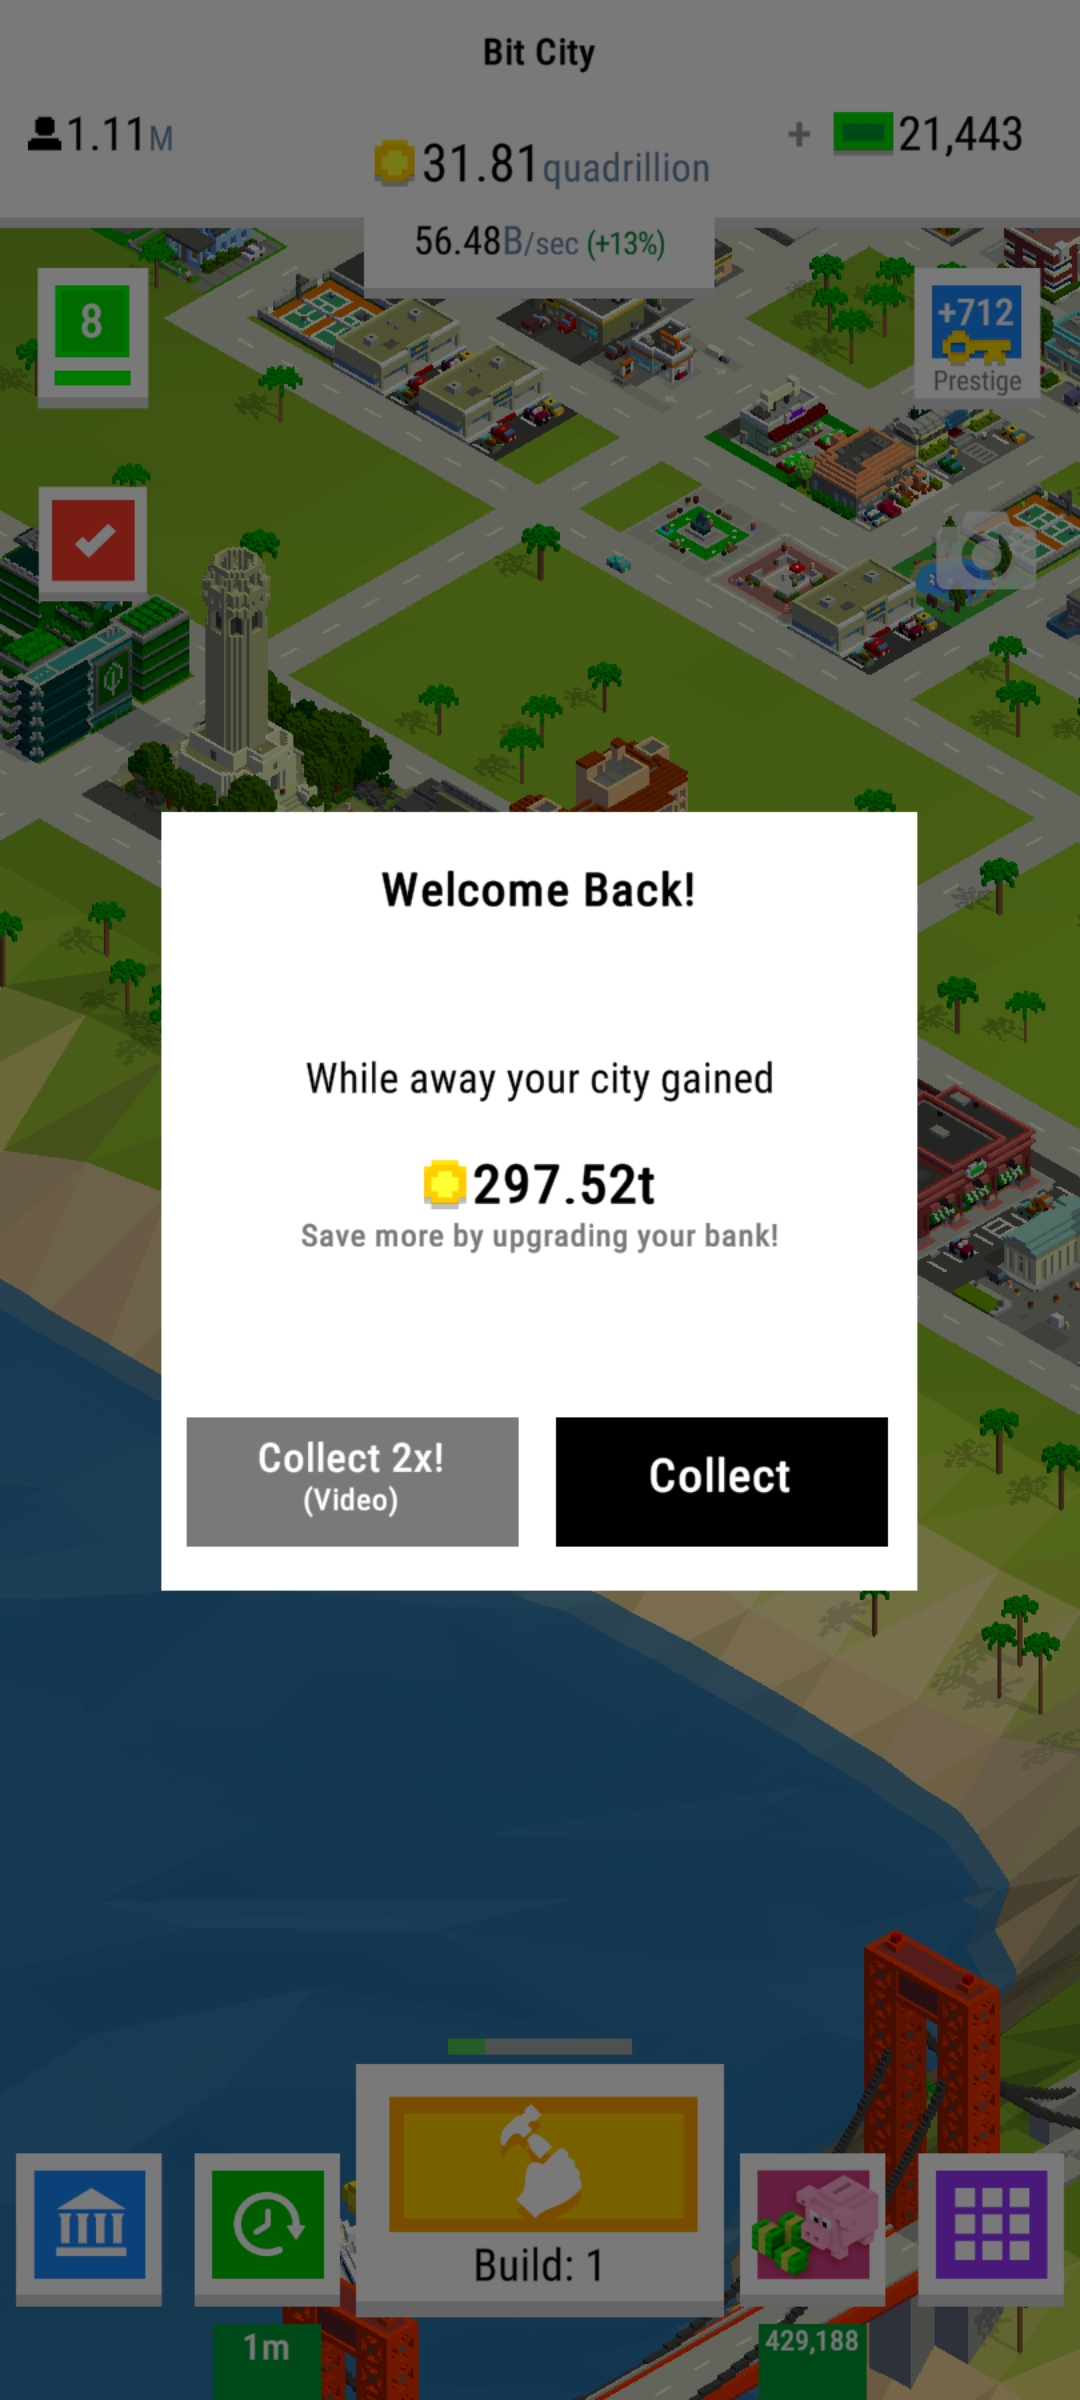 Bit City
1.11M
31.81quadrillion
+ 21,443
56.48B/sec (+13%)
8
+712
Prestige
Welcome Back!
While away your city gained
297.52t
Save more by upgrading your bank!
Collect 2x!
(Video)
Collect
Build: 1
1m
429,188